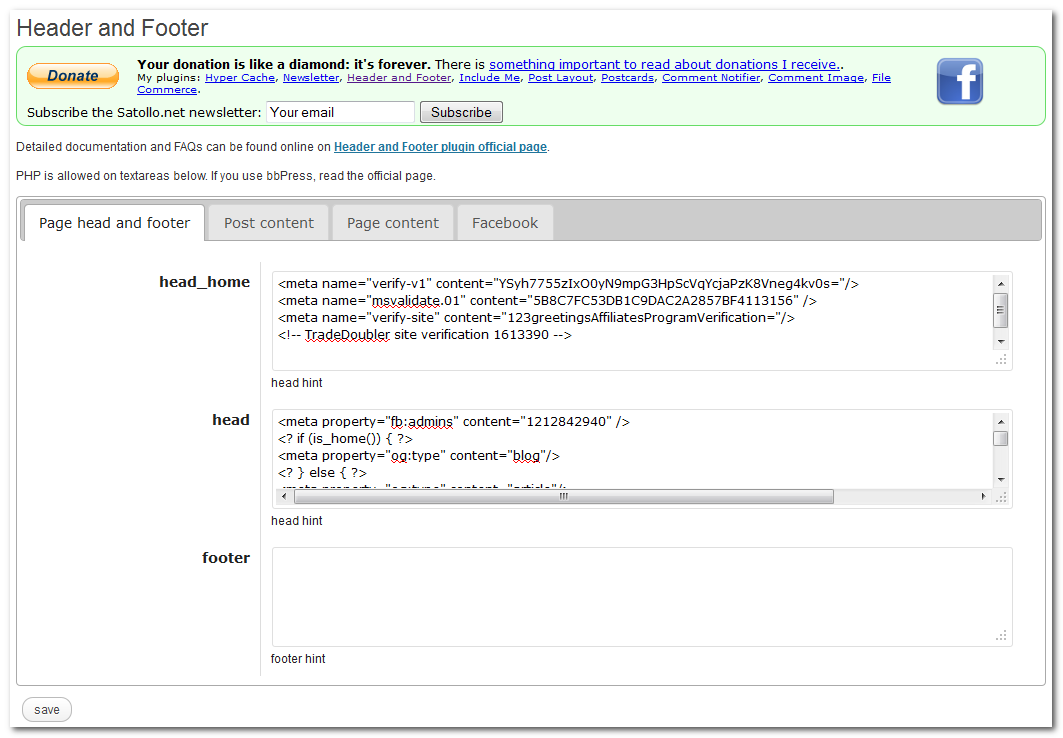 Header and Footer
Donate
Your donation is like a diamond: it's forever. There is something important to read about donations I receive..
My plugins: Hyper Cache, Newsletter, Header and Footer, Include Me, Post Layout, Postcards, Comment Notifier, Comment Image, File
Commerce.
Subscribe the Satollo.net newsletter: Your email Subscribe
Detailed documentation and FAQs can be found online on Header and Footer plugin official page.
PHP is allowed on textareas below. If you use bbPress, read the official page.
Page head and footer Post content Page content Facebook
head_home
<meta name="verify-v1" content="YSyh7755zIxO0yN9mpG3HpScVqYcjaPzK8Vneg4kv0s="/>
<meta name="msvalidate.01" content="5B8C7FC53DB1C9DAC2A2857BF4113156" />
<meta name="verify-site" content="123greetingsAffiliatesProgramVerification="/>
<!-- TradeDoubler site verification 1613390 -->
head hint
head
<meta property="fb:admins" content="1212842940" />
<? if (is_home()) { ?>
<meta property="og:type" content="blog"/>
<? } else { ?>
<meta property="og:type" content="article"/>
head hint
footer
footer hint
save